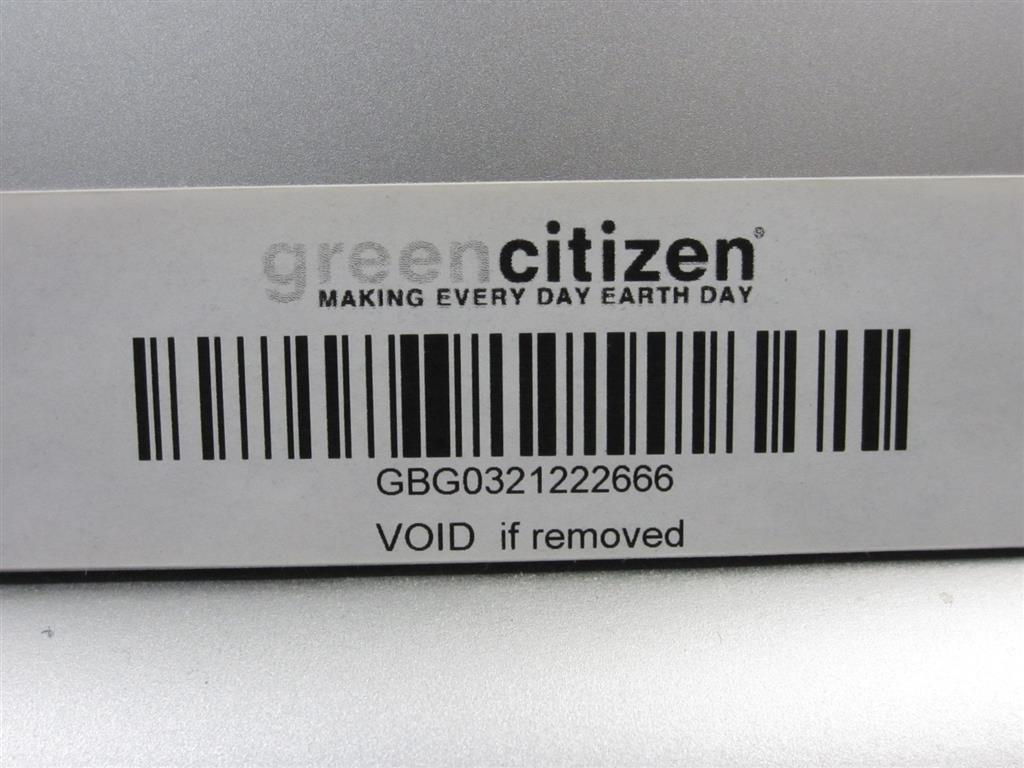 greencitizen®
MAKING EVERY DAY EARTH DAY
GBG0321222666
VOID if removed